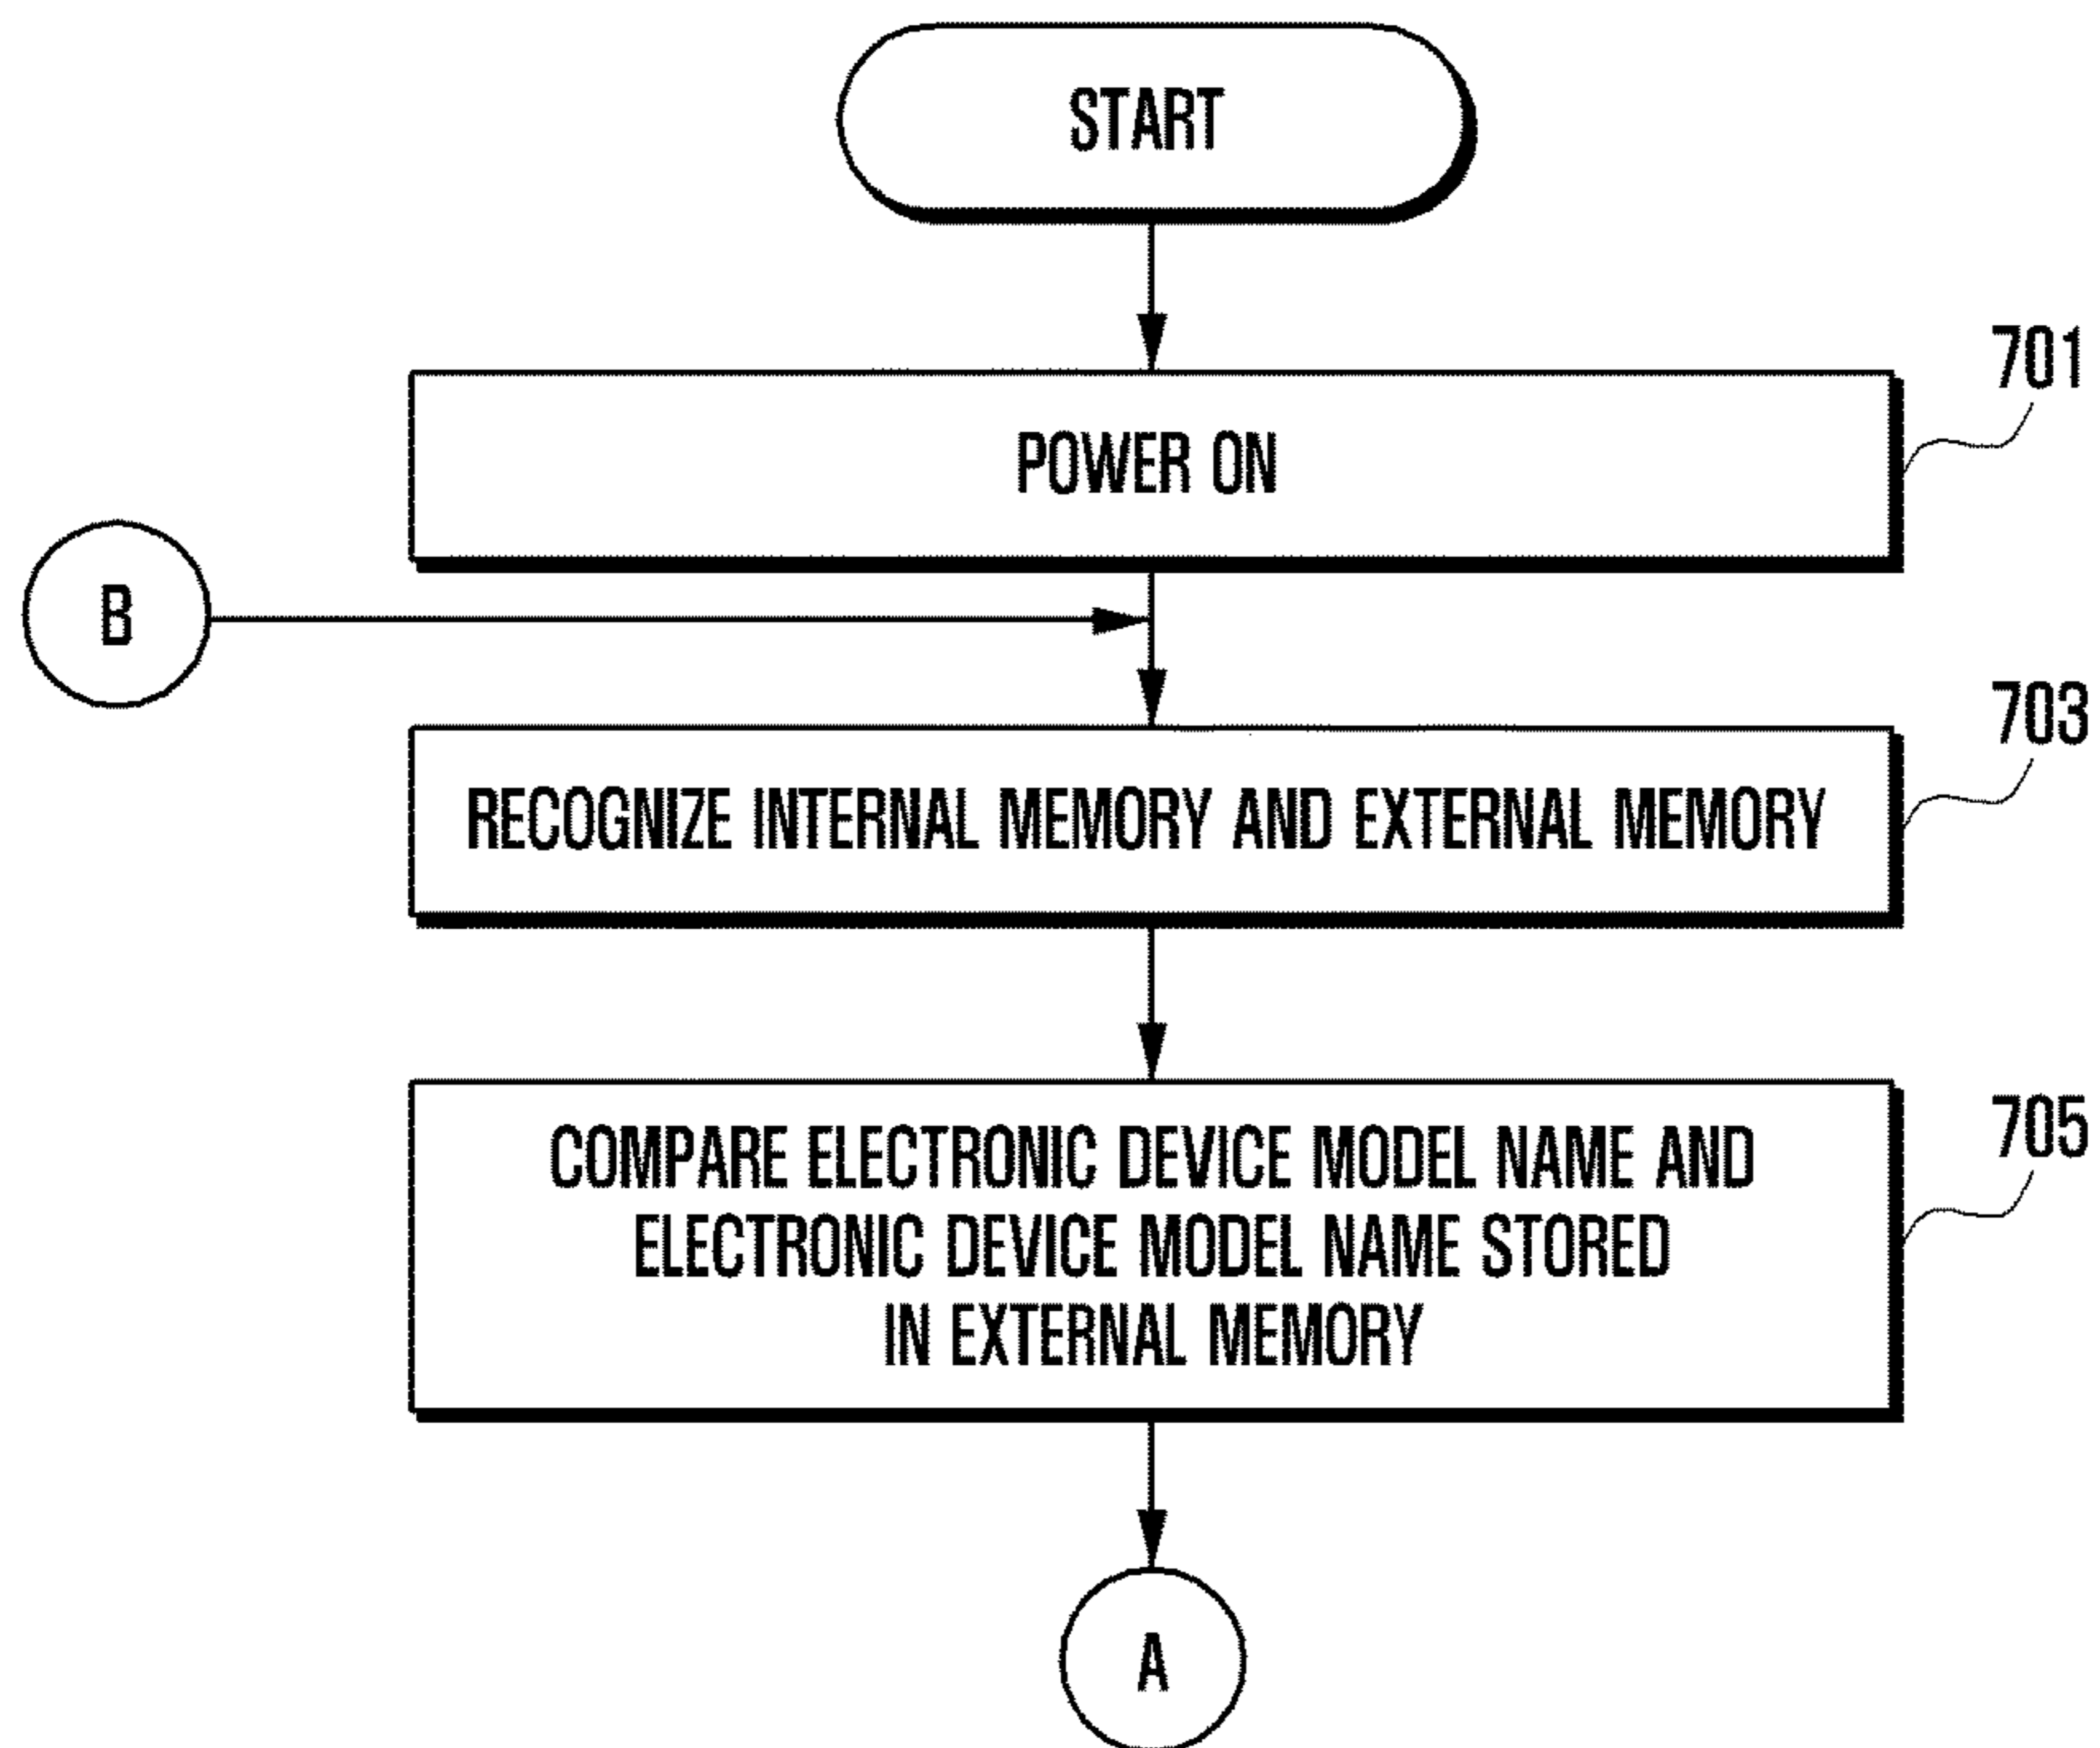 START
701
POWER ON
B
703
RECOGNIZE INTERNAL MEMORY AND EXTERNAL MEMORY
705
COMPARE ELECTRONIC DEVICE MODEL NAME AND
ELECTRONIC DEVICE MODEL NAME STORED
IN EXTERNAL MEMORY
A